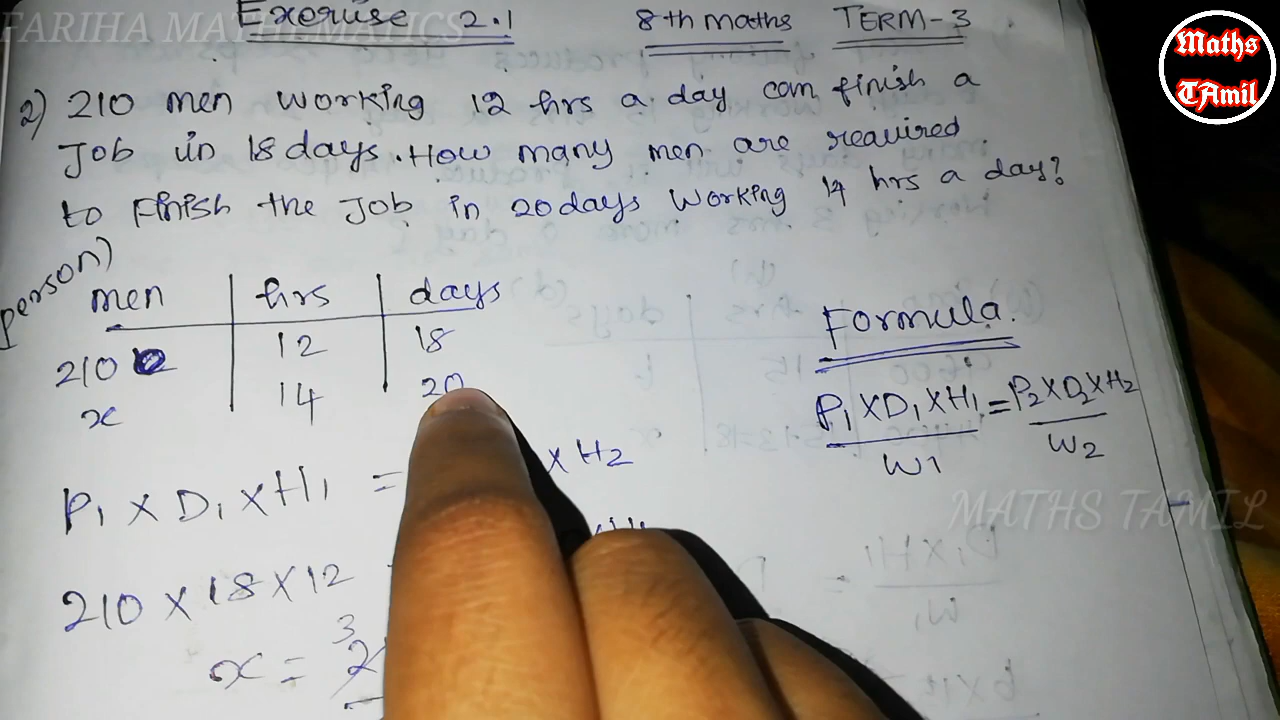 FARIHA MATHEMATICS
Exercise 2.1 8th maths TERM-3
Maths
TAmil
2) 210 men working 12 hrs a day can finish a
Job in 18 days. How many men are required
to Finish the Job in 20 days Working 14 hrs a day?
person)
men hrs days
210 12 18
x 14 20
Formula.
P1 X D1 X H1 = P2 X D2 X H2
W1 W2
P1 X D1 X H1 = X H2
MATHS TAMIL
210 X 18 X 12
3
x =